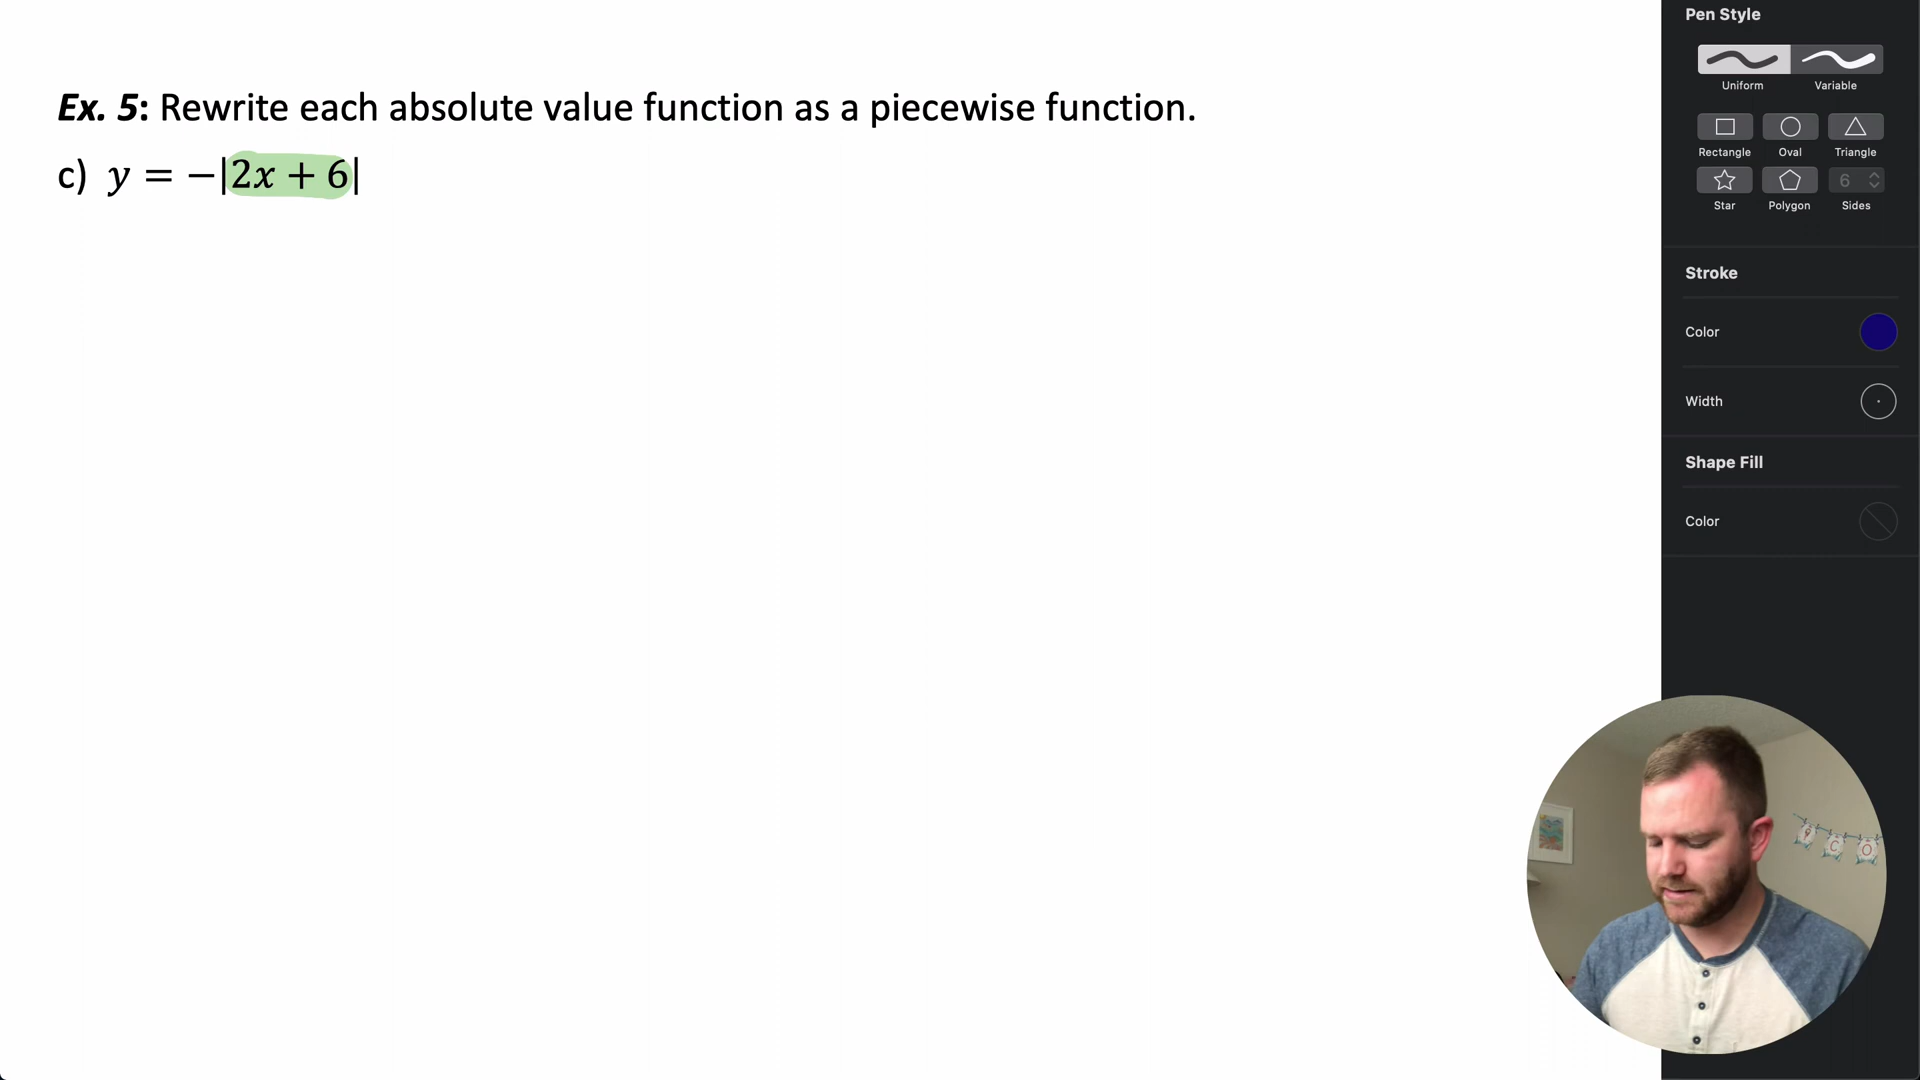 Pen Style
Uniform Variable
Rectangle Oval Triangle
6
Star Polygon Sides
Stroke
Color
Width
Shape Fill
Color
Ex. 5: Rewrite each absolute value function as a piecewise function.
c) y = −|2x + 6|
C O